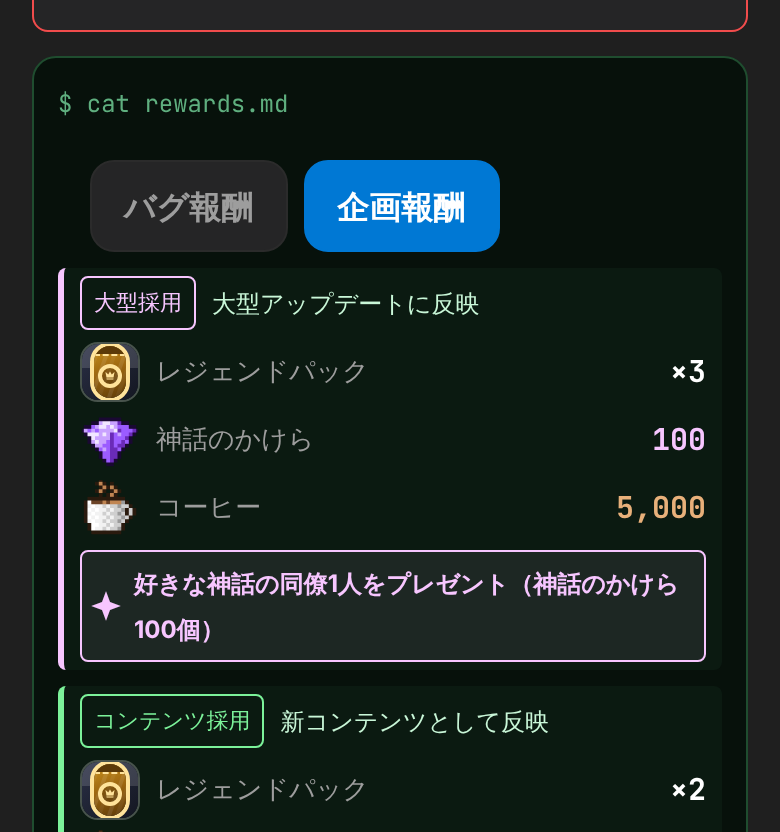 $ cat rewards.md
バグ報酬 企画報酬
大型採用 大型アップデートに反映
レジェンドパック ×3
神話のかけら 100
コーヒー 5,000
好きな神話の同僚1人をプレゼント（神話のかけら
100個）
コンテンツ採用 新コンテンツとして反映
レジェンドパック ×2